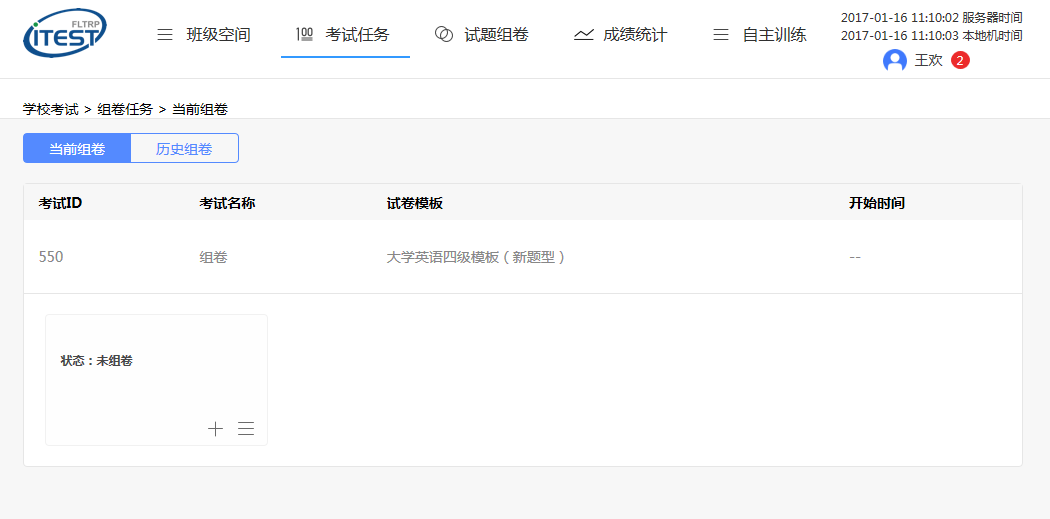 FLTRP
iTEST
班级空间
100 考试任务
试题组卷
成绩统计
自主训练
2017-01-16 11:10:02 服务器时间
2017-01-16 11:10:03 本地机时间
王欢 2
学校考试 > 组卷任务 > 当前组卷
当前组卷 历史组卷
考试ID 考试名称 试卷模板 开始时间
550 组卷 大学英语四级模板（新题型） --
状态：未组卷